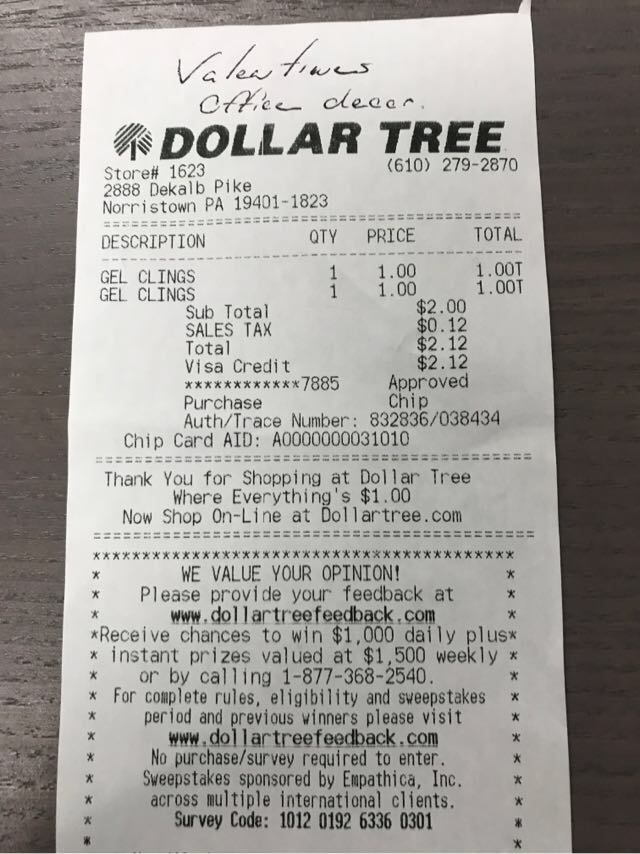 Valentines
Office decor.
DOLLAR TREE
Store# 1623 (610) 279-2870
2888 Dekalb Pike
Norristown PA 19401-1823
================================================
DESCRIPTION QTY PRICE TOTAL
------------------------------------------------
GEL CLINGS 1 1.00 1.00T
GEL CLINGS 1 1.00 1.00T
Sub Total $2.00
SALES TAX $0.12
Total $2.12
Visa Credit $2.12
************7885 Approved
Purchase Chip
Auth/Trace Number: 832836/038434
Chip Card AID: A0000000031010
================================================
Thank You for Shopping at Dollar Tree
Where Everything's $1.00
Now Shop On-Line at Dollartree.com
================================================
******************************************
* WE VALUE YOUR OPINION! *
* Please provide your feedback at *
* www.dollartreefeedback.com *
*Receive chances to win $1,000 daily plus*
* instant prizes valued at $1,500 weekly *
* or by calling 1-877-368-2540. *
* For complete rules, eligibility and sweepstakes *
* period and previous winners please visit *
* www.dollartreefeedback.com *
* No purchase/survey required to enter. *
* Sweepstakes sponsored by Empathica, Inc. *
* across multiple international clients. *
* Survey Code: 1012 0192 6336 0301 *
* *